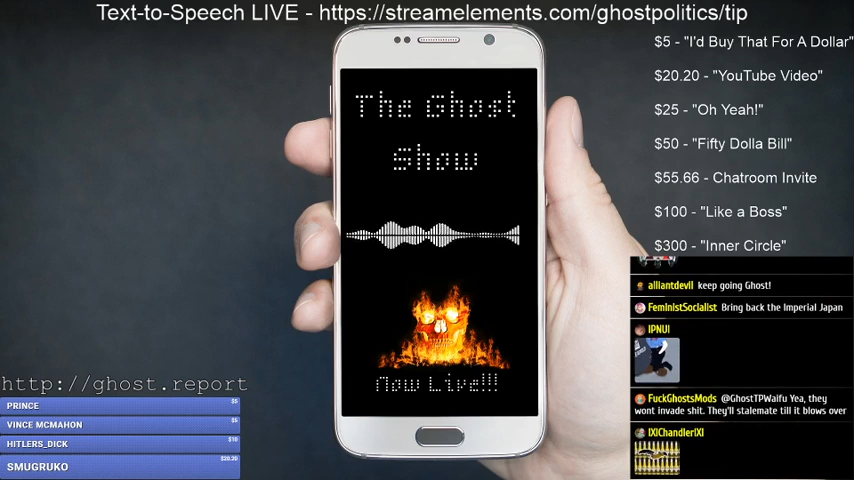 Text-to-Speech LIVE - https://streamelements.com/ghostpolitics/tip
$5 - "I'd Buy That For A Dollar"
$20.20 - "YouTube Video"
$25 - "Oh Yeah!"
$50 - "Fifty Dolla Bill"
$55.66 - Chatroom Invite
$100 - "Like a Boss"
$300 - "Inner Circle"
The Ghost
Show
Now Live!!!
alliantdevil keep going Ghost!
FeministSocialist Bring back the Imperial Japan
IPNUI
FuckGhostsMods @GhostTPWaifu Yea, they
wont invade shit. They'll stalemate till it blows over
IXIChandlerIXI
http://ghost.report
PRINCE $5
VINCE MCMAHON $5
HITLERS_DICK $10
SMUGRUKO $20.20